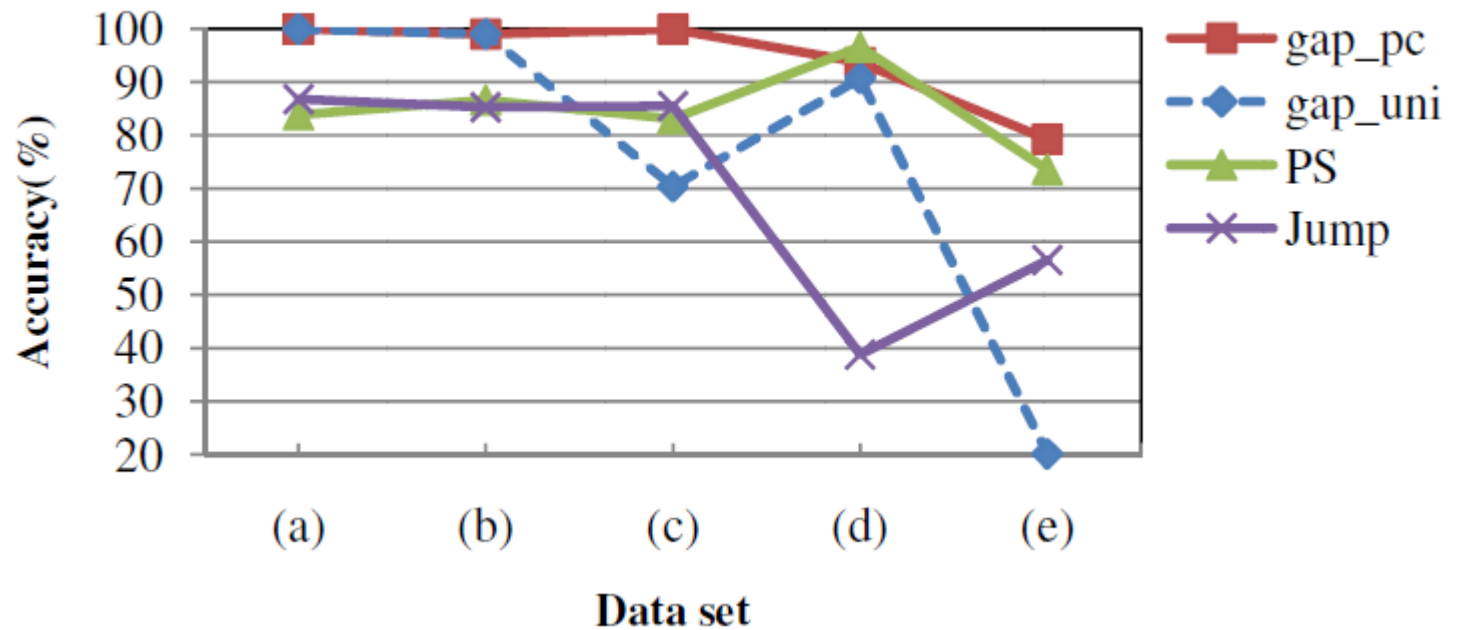 100
90
80
70
60
50
40
30
20
Accuracy( %)
(a) (b) (c) (d) (e)
Data set
gap_pc
gap_uni
PS
Jump